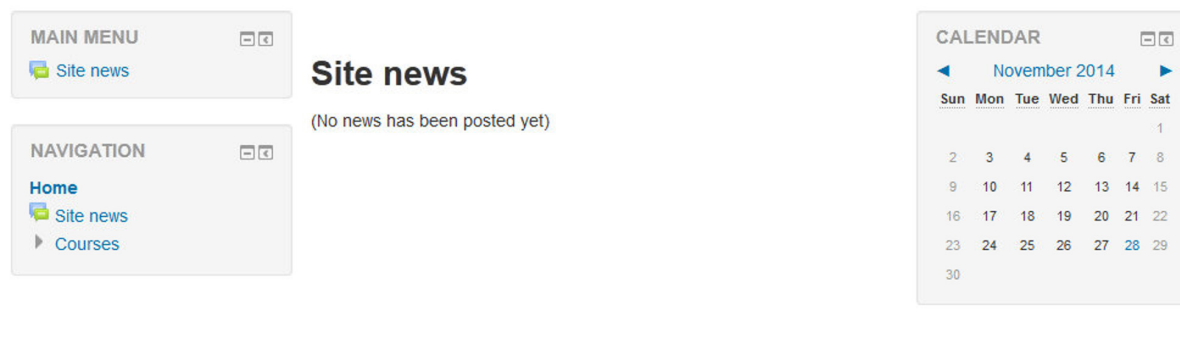 MAIN MENU
Site news
NAVIGATION
Home
Site news
Courses
Site news
(No news has been posted yet)
CALENDAR
November 2014
Sun Mon Tue Wed Thu Fri Sat
1
2 3 4 5 6 7 8
9 10 11 12 13 14 15
16 17 18 19 20 21 22
23 24 25 26 27 28 29
30